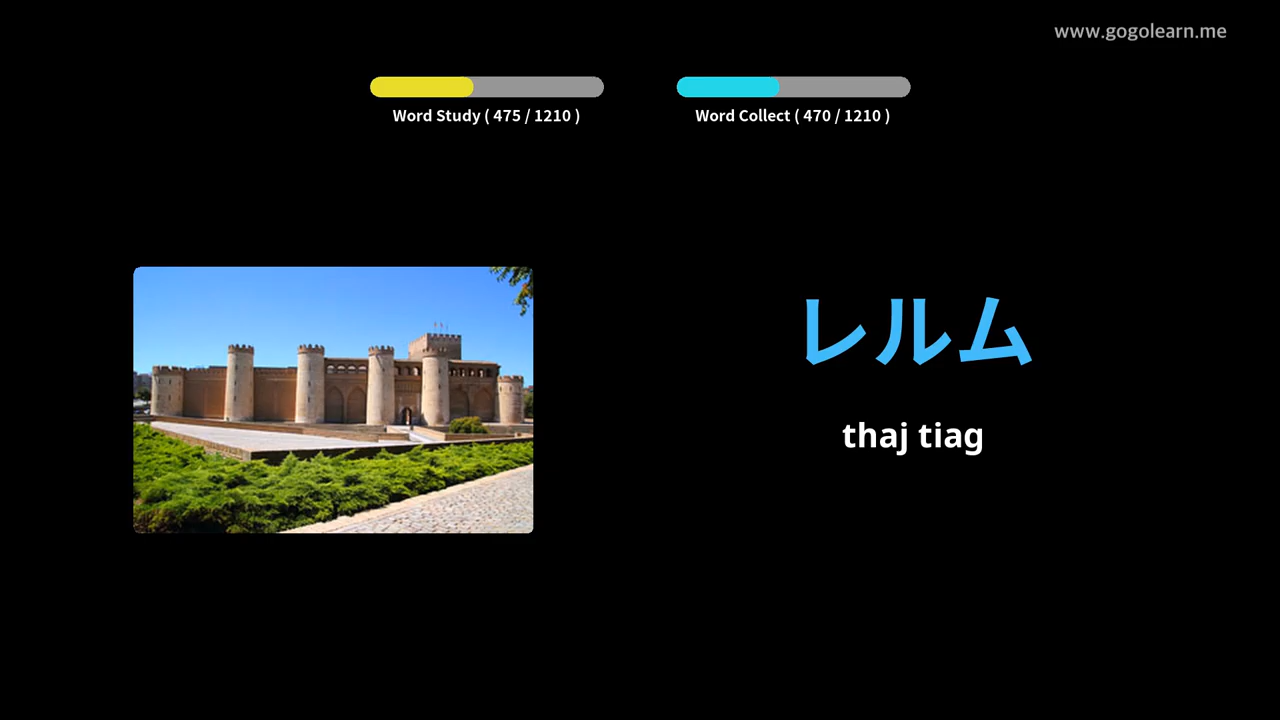 www.gogolearn.me
Word Study ( 475 / 1210 )
Word Collect ( 470 / 1210 )
レルム
thaj tiag